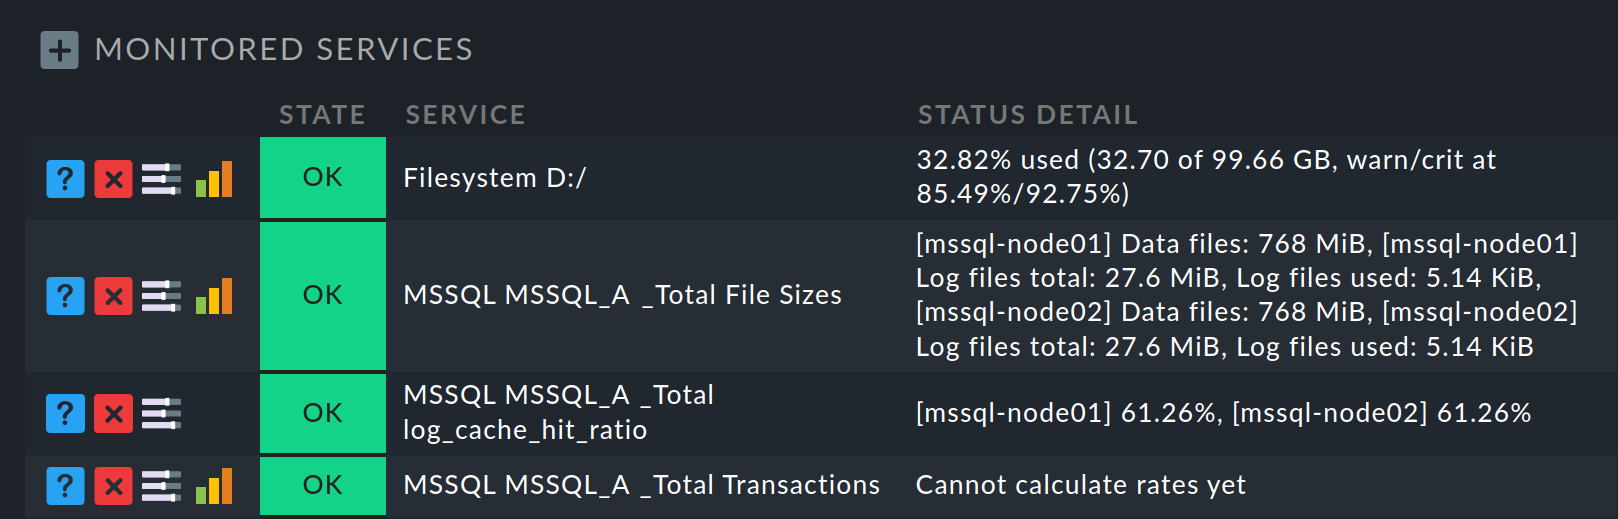 MONITORED SERVICES
STATE SERVICE STATUS DETAIL
OK Filesystem D:/ 32.82% used (32.70 of 99.66 GB, warn/crit at
85.49%/92.75%)
OK MSSQL MSSQL_A _Total File Sizes [mssql-node01] Data files: 768 MiB, [mssql-node01]
Log files total: 27.6 MiB, Log files used: 5.14 KiB,
[mssql-node02] Data files: 768 MiB, [mssql-node02]
Log files total: 27.6 MiB, Log files used: 5.14 KiB
OK MSSQL MSSQL_A _Total
log_cache_hit_ratio [mssql-node01] 61.26%, [mssql-node02] 61.26%
OK MSSQL MSSQL_A _Total Transactions Cannot calculate rates yet